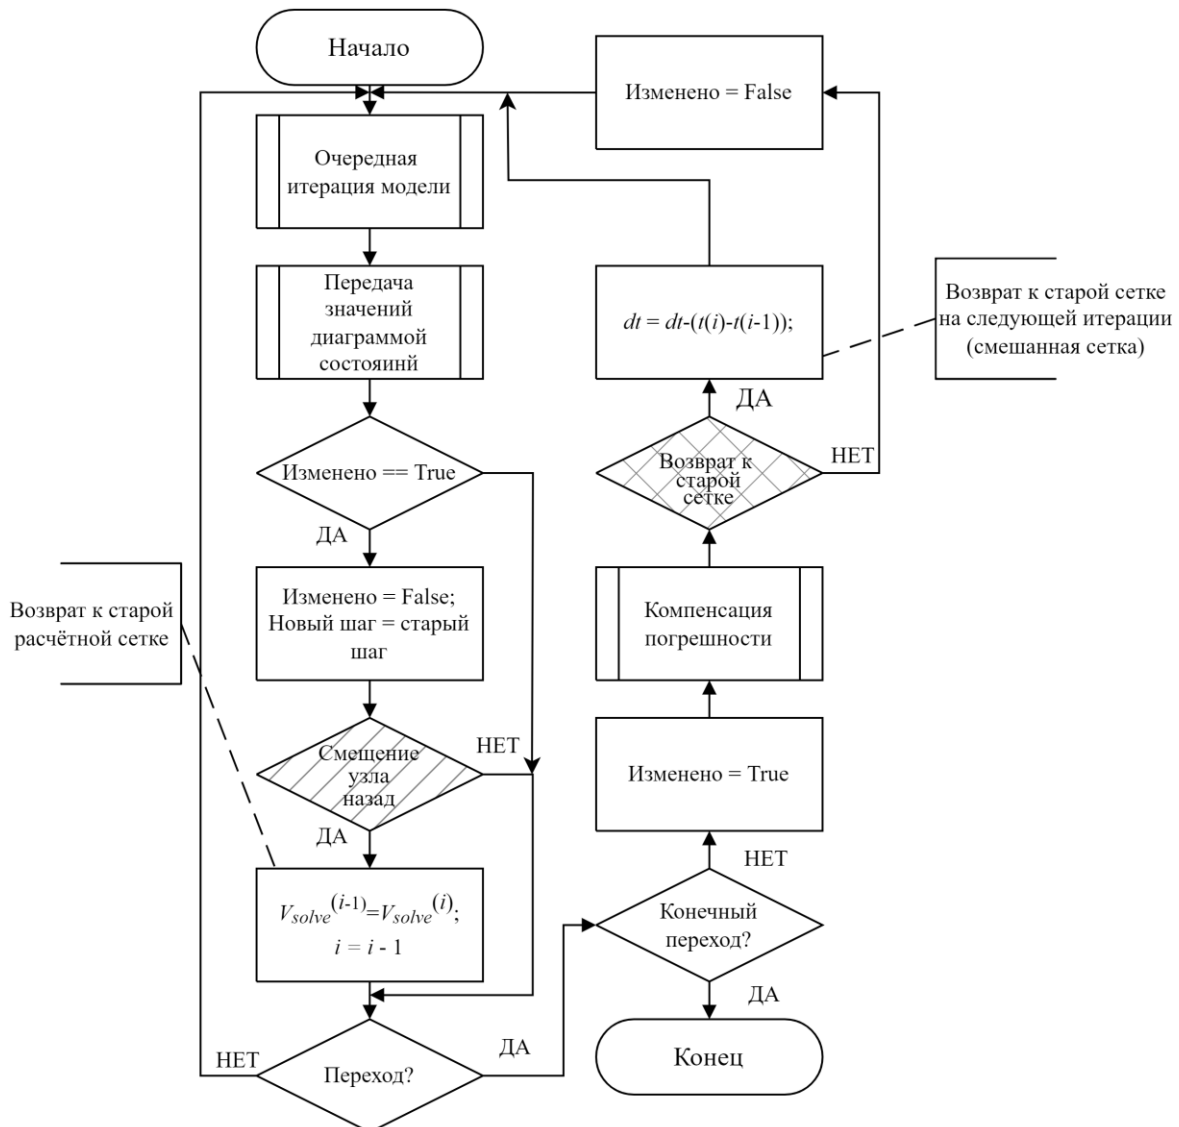 Начало
Изменено = False
Очередная
итерация модели
Передача
значений
диаграммой
состояинй
dt = dt-(t(i)-t(i-1));
Возврат к старой сетке
на следующей итерации
(смешанная сетка)
ДА
Изменено == True
Возврат к
старой
сетке
НЕТ
ДА
Изменено = False;
Новый шаг = старый
шаг
Возврат к старой
расчётной сетке
Компенсация
погрешности
Смещение
узла
назад
НЕТ
Изменено = True
ДА
НЕТ
Vsolve(i-1)=Vsolve(i);
i = i - 1
Конечный
переход?
ДА
НЕТ
Переход?
ДА
Конец